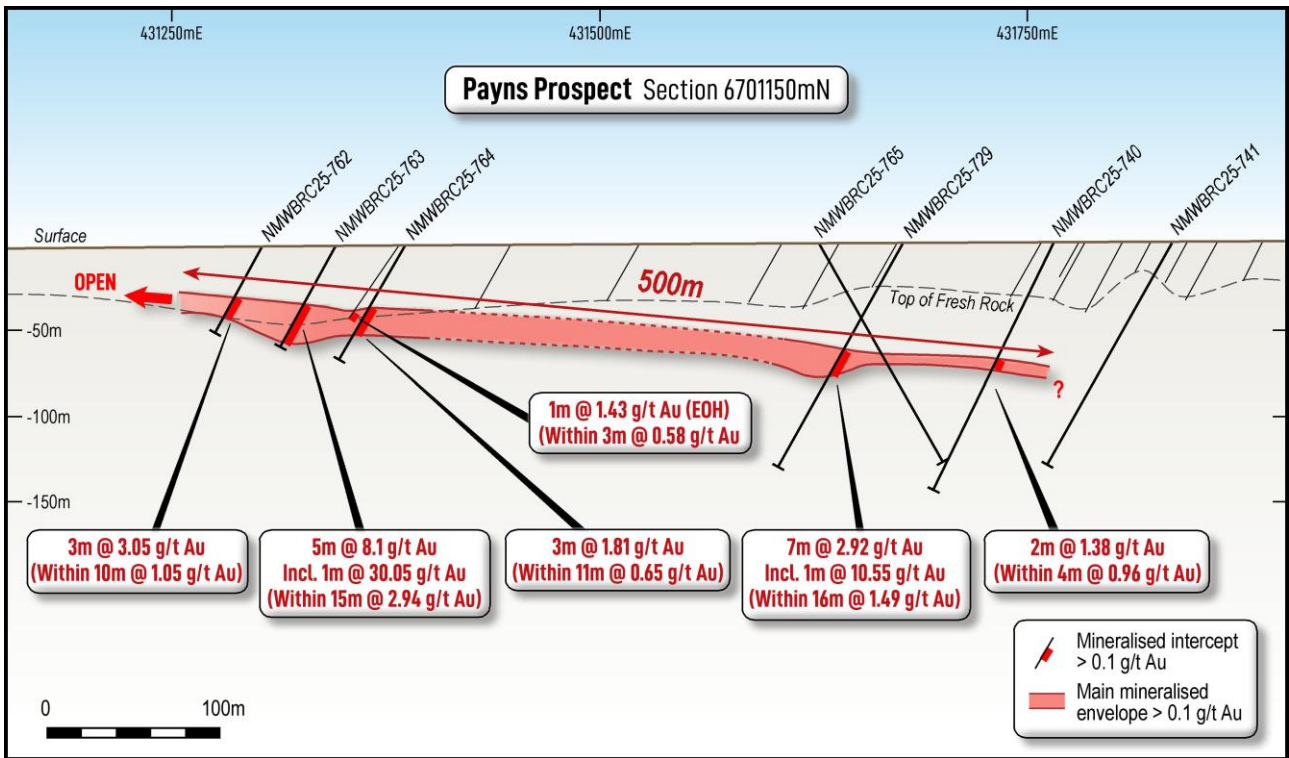 431250mE
431500mE
431750mE
Payns Prospect Section 6701150mN
NMWBRC25-762
NMWBRC25-763
NMWBRC25-764
NMWBRC25-765
NMWBRC25-729
NMWBRC25-740
NMWBRC25-741
Surface
OPEN
500m
Top of Fresh Rock
-50m
?
-100m
1m @ 1.43 g/t Au (EOH)
(Within 3m @ 0.58 g/t Au
-150m
3m @ 3.05 g/t Au
(Within 10m @ 1.05 g/t Au)
5m @ 8.1 g/t Au
Incl. 1m @ 30.05 g/t Au
(Within 15m @ 2.94 g/t Au)
3m @ 1.81 g/t Au
(Within 11m @ 0.65 g/t Au)
7m @ 2.92 g/t Au
Incl. 1m @ 10.55 g/t Au
(Within 16m @ 1.49 g/t Au)
2m @ 1.38 g/t Au
(Within 4m @ 0.96 g/t Au)
Mineralised intercept
> 0.1 g/t Au
Main mineralised
envelope > 0.1 g/t Au
0
100m